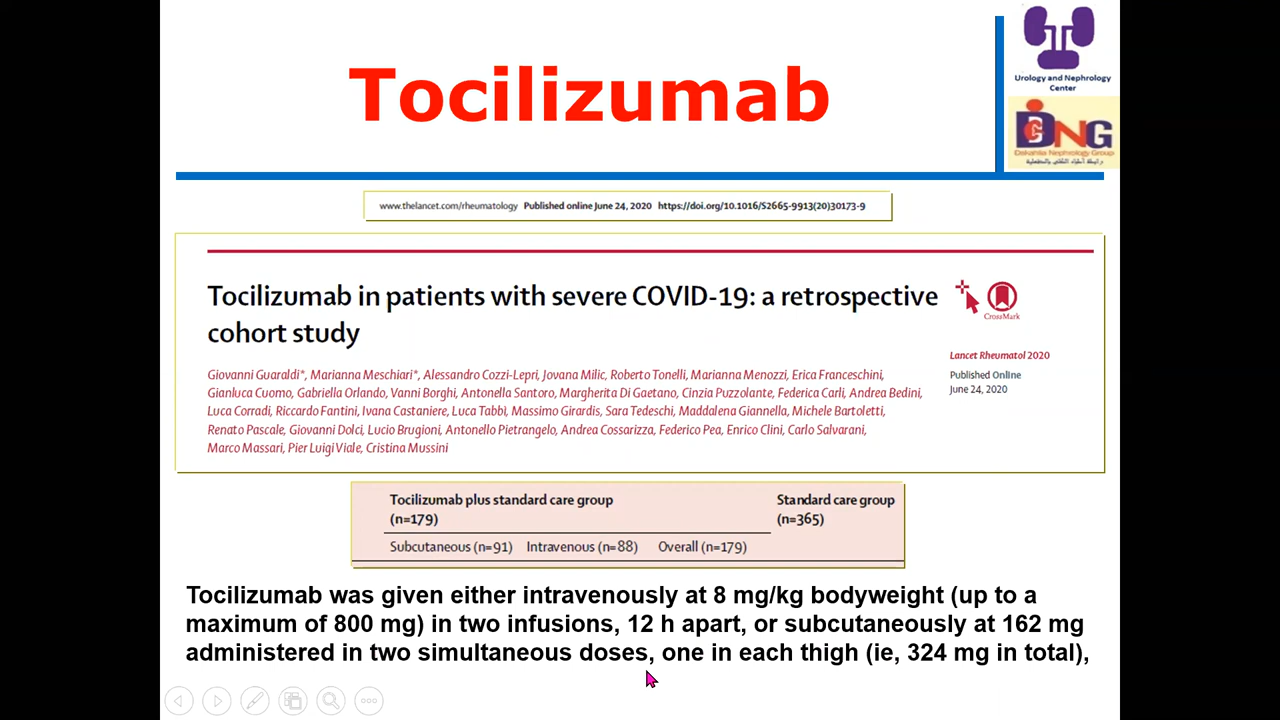 Tocilizumab
Urology and Nephrology
Center
DNG
Dakahlia Nephrology Group
رابطة أطباء الكلى بالدقهلية
www.thelancet.com/rheumatology Published online June 24, 2020 https://doi.org/10.1016/S2665-9913(20)30173-9
Tocilizumab in patients with severe COVID-19: a retrospective
cohort study
CrossMark
Giovanni Guaraldi*, Marianna Meschiari*, Alessandro Cozzi-Lepri, Jovana Milic, Roberto Tonelli, Marianna Menozzi, Erica Franceschini,
Gianluca Cuomo, Gabriella Orlando, Vanni Borghi, Antonella Santoro, Margherita Di Gaetano, Cinzia Puzzolante, Federica Carli, Andrea Bedini,
Luca Corradi, Riccardo Fantini, Ivana Castaniere, Luca Tabbì, Massimo Girardis, Sara Tedeschi, Maddalena Giannella, Michele Bartoletti,
Renato Pascale, Giovanni Dolci, Lucio Brugioni, Antonello Pietrangelo, Andrea Cossarizza, Federico Pea, Enrico Clini, Carlo Salvarani,
Marco Massari, Pier Luigi Viale, Cristina Mussini
Lancet Rheumatol 2020
Published Online
June 24, 2020
Tocilizumab plus standard care group
(n=179)
Standard care group
(n=365)
Subcutaneous (n=91) Intravenous (n=88) Overall (n=179)
Tocilizumab was given either intravenously at 8 mg/kg bodyweight (up to a
maximum of 800 mg) in two infusions, 12 h apart, or subcutaneously at 162 mg
administered in two simultaneous doses, one in each thigh (ie, 324 mg in total),